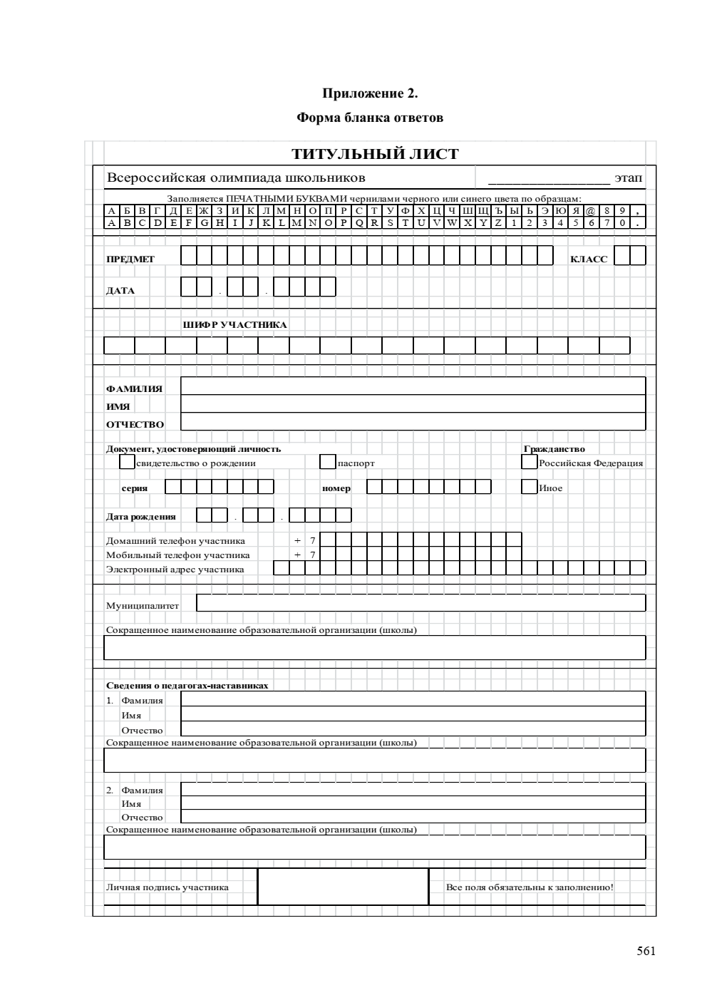 Приложение 2.
Форма бланка ответов
ТИТУЛЬНЫЙ ЛИСТ
Всероссийская олимпиада школьников _________________ этап
Заполняется ПЕЧАТНЫМИ БУКВАМИ чернилами черного или синего цвета по образцам:
А Б В Г Д Е Ж З И К Л М Н О П Р С Т У Ф Х Ц Ч Ш Щ Ъ Ы Ь Э Ю Я @ 8 9 ,
A B C D E F G H I J K L M N O P Q R S T U V W X Y Z 1 2 3 4 5 6 7 0 .
ПРЕДМЕТ КЛАСС
ДАТА . .
ШИФР УЧАСТНИКА
ФАМИЛИЯ
ИМЯ
ОТЧЕСТВО
Документ, удостоверяющий личность Гражданство
свидетельство о рождении паспорт Российская Федерация
серия номер Иное
Дата рождения . .
Домашний телефон участника + 7
Мобильный телефон участника + 7
Электронный адрес участника
Муниципалитет
Сокращенное наименование образовательной организации (школы)
Сведения о педагогах-наставниках
1. Фамилия
Имя
Отчество
Сокращенное наименование образовательной организации (школы)
2. Фамилия
Имя
Отчество
Сокращенное наименование образовательной организации (школы)
Личная подпись участника Все поля обязательны к заполнению!
561